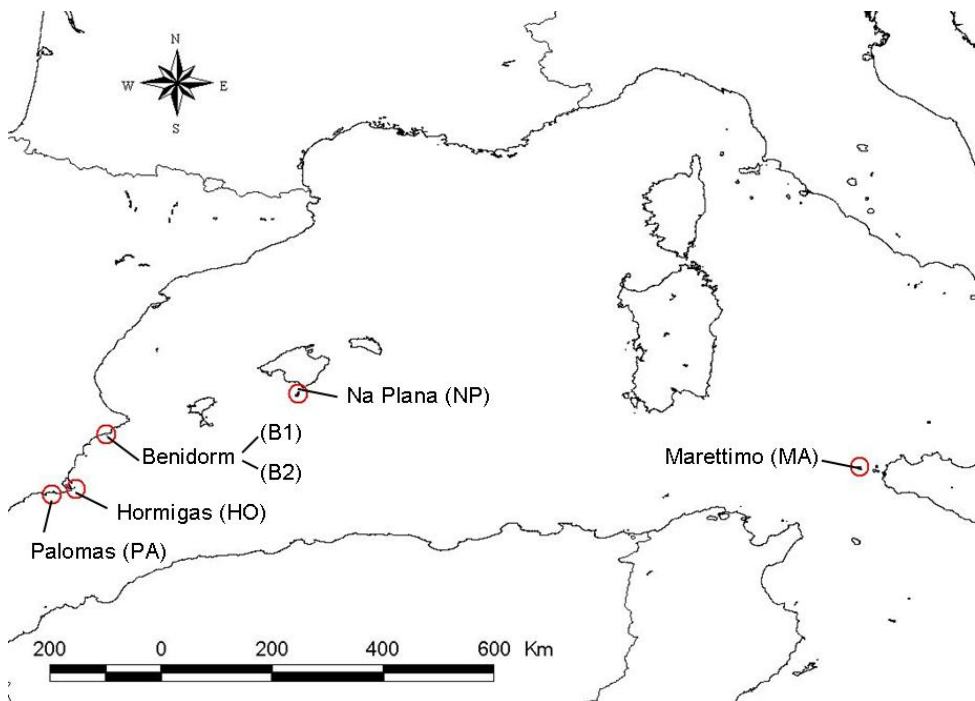 N
W E
S
Na Plana (NP)
(B1)
Benidorm
(B2)
Marettimo (MA)
Hormigas (HO)
Palomas (PA)
200 0 200 400 600 Km